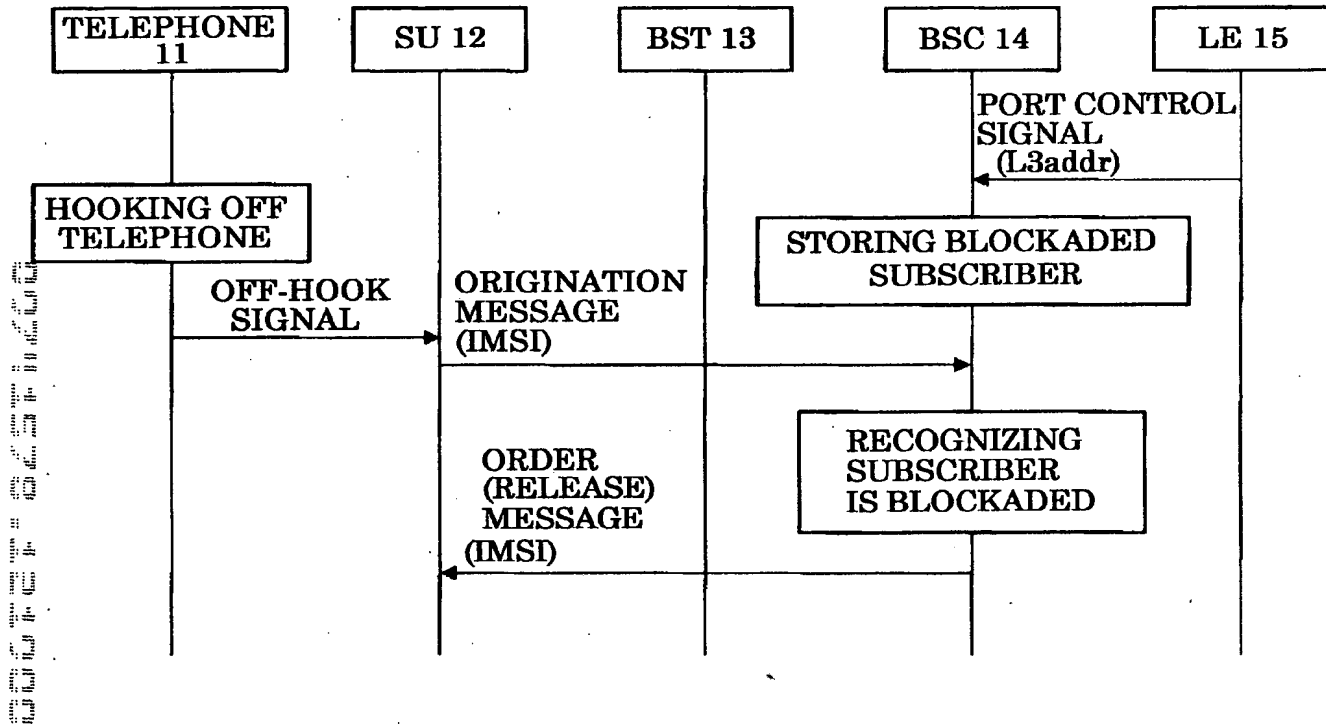 TELEPHONE
11
SU 12
BST 13
BSC 14
LE 15
PORT CONTROL
SIGNAL
(L3addr)
HOOKING OFF
TELEPHONE
STORING BLOCKADED
SUBSCRIBER
OFF-HOOK
SIGNAL
ORIGINATION
MESSAGE
(IMSI)
RECOGNIZING
SUBSCRIBER
IS BLOCKADED
ORDER
(RELEASE)
MESSAGE
(IMSI)